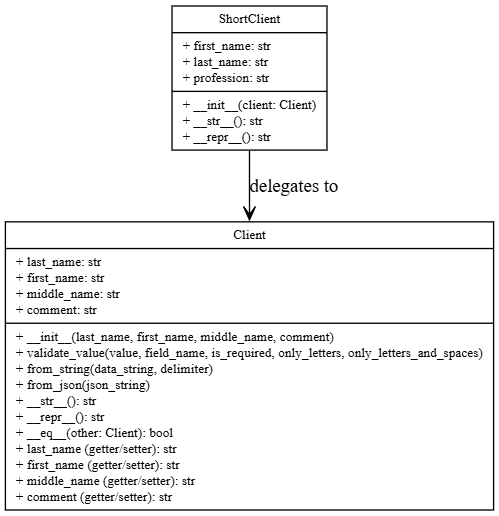 ShortClient
+ first_name: str
+ last_name: str
+ profession: str
+ __init__(client: Client)
+ __str__(): str
+ __repr__(): str
delegates to
Client
+ last_name: str
+ first_name: str
+ middle_name: str
+ comment: str
+ __init__(last_name, first_name, middle_name, comment)
+ validate_value(value, field_name, is_required, only_letters, only_letters_and_spaces)
+ from_string(data_string, delimiter)
+ from_json(json_string)
+ __str__(): str
+ __repr__(): str
+ __eq__(other: Client): bool
+ last_name (getter/setter): str
+ first_name (getter/setter): str
+ middle_name (getter/setter): str
+ comment (getter/setter): str